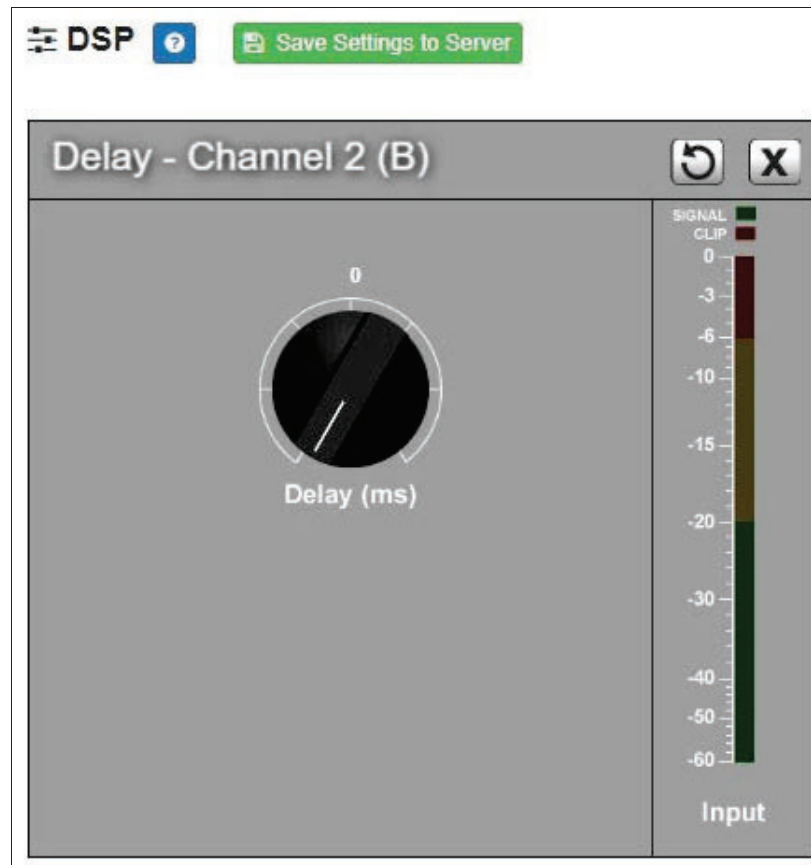 DSP ? Save Settings to Server
Delay - Channel 2 (B) X
SIGNAL
CLIP
0
0
-3
-6
-10
-15
Delay (ms)
-20
-30
-40
-50
-60
Input